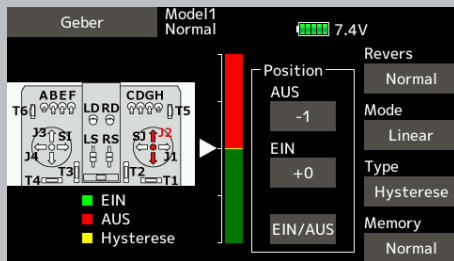 Geber
Model1
Normal
7.4V
ABEF
CDGH
T6
LD RD
T5
J3
SI
LS RS
SJ
J2
J4
J1
T3
T2
T4
T1
EIN
AUS
Hysterese
Position
AUS
-1
EIN
+0
EIN/AUS
Revers
Normal
Mode
Linear
Type
Hysterese
Memory
Normal